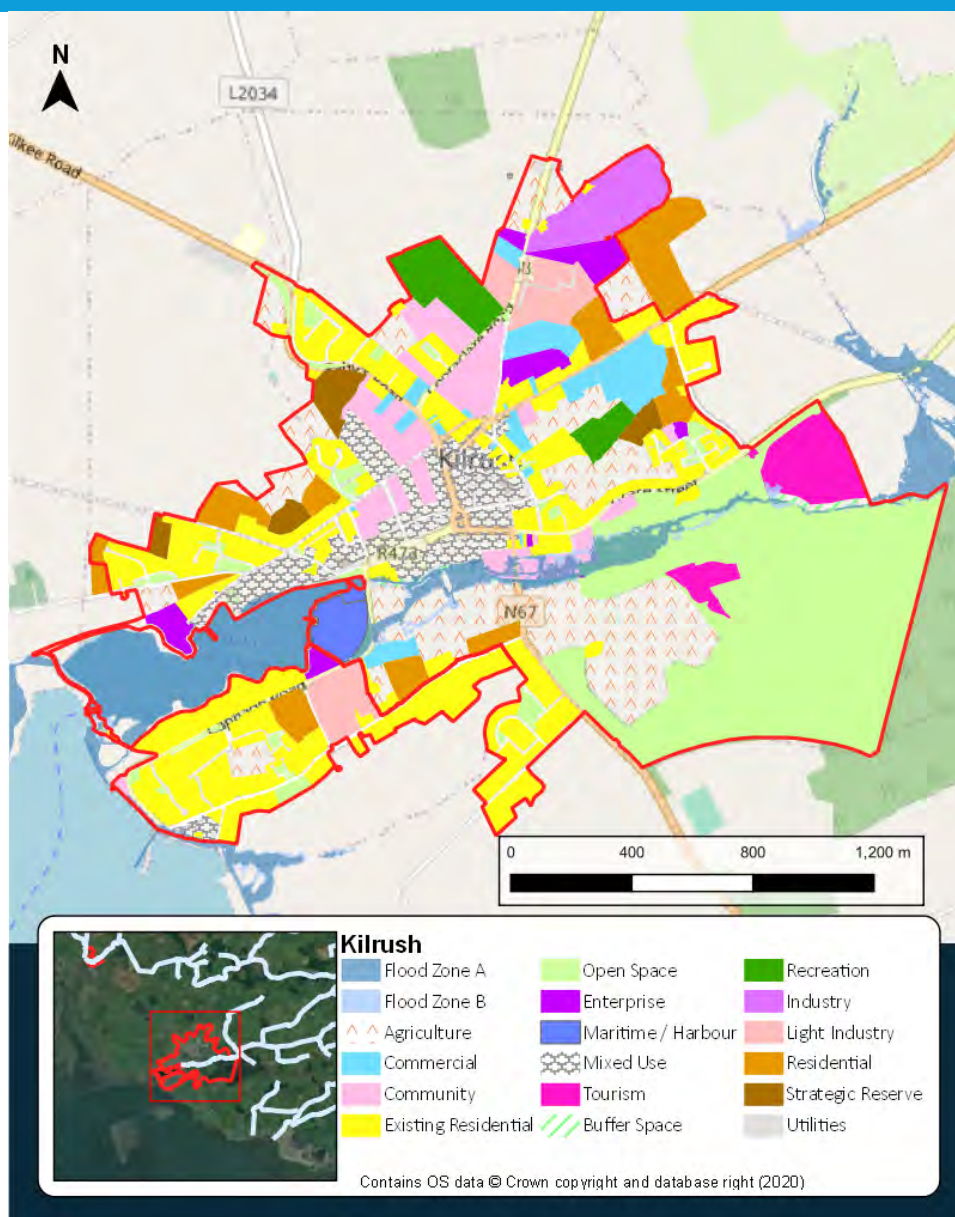 N
L2034
Kilkee Road
Kilrush
R473
N67
0 400 800 1,200 m
Kilrush
Flood Zone A
Flood Zone B
Agriculture
Commercial
Community
Existing Residential
Open Space
Enterprise
Maritime / Harbour
Mixed Use
Tourism
Buffer Space
Recreation
Industry
Light Industry
Residential
Strategic Reserve
Utilities
Contains OS data © Crown copyright and database right (2020)